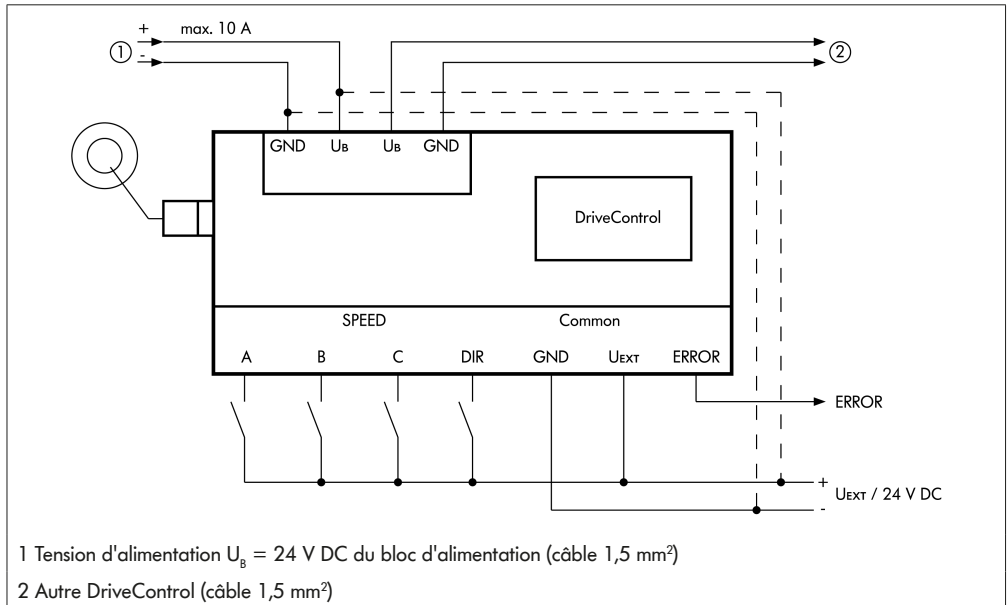 + max. 10 A
1 - 2
GND UB UB GND
DriveControl
SPEED Common
A B C DIR GND UEXT ERROR
ERROR
+
UEXT / 24 V DC
-
1 Tension d'alimentation UB = 24 V DC du bloc d'alimentation (câble 1,5 mm²)
2 Autre DriveControl (câble 1,5 mm²)